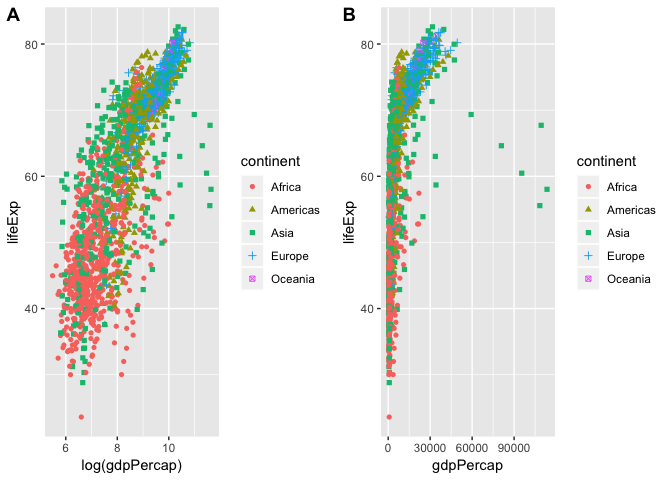 A
80
60
40
lifeExp
6 8 10
log(gdpPercap)
continent
Africa
Americas
Asia
Europe
Oceania
B
80
60
40
lifeExp
0 30000 60000 90000
gdpPercap
continent
Africa
Americas
Asia
Europe
Oceania